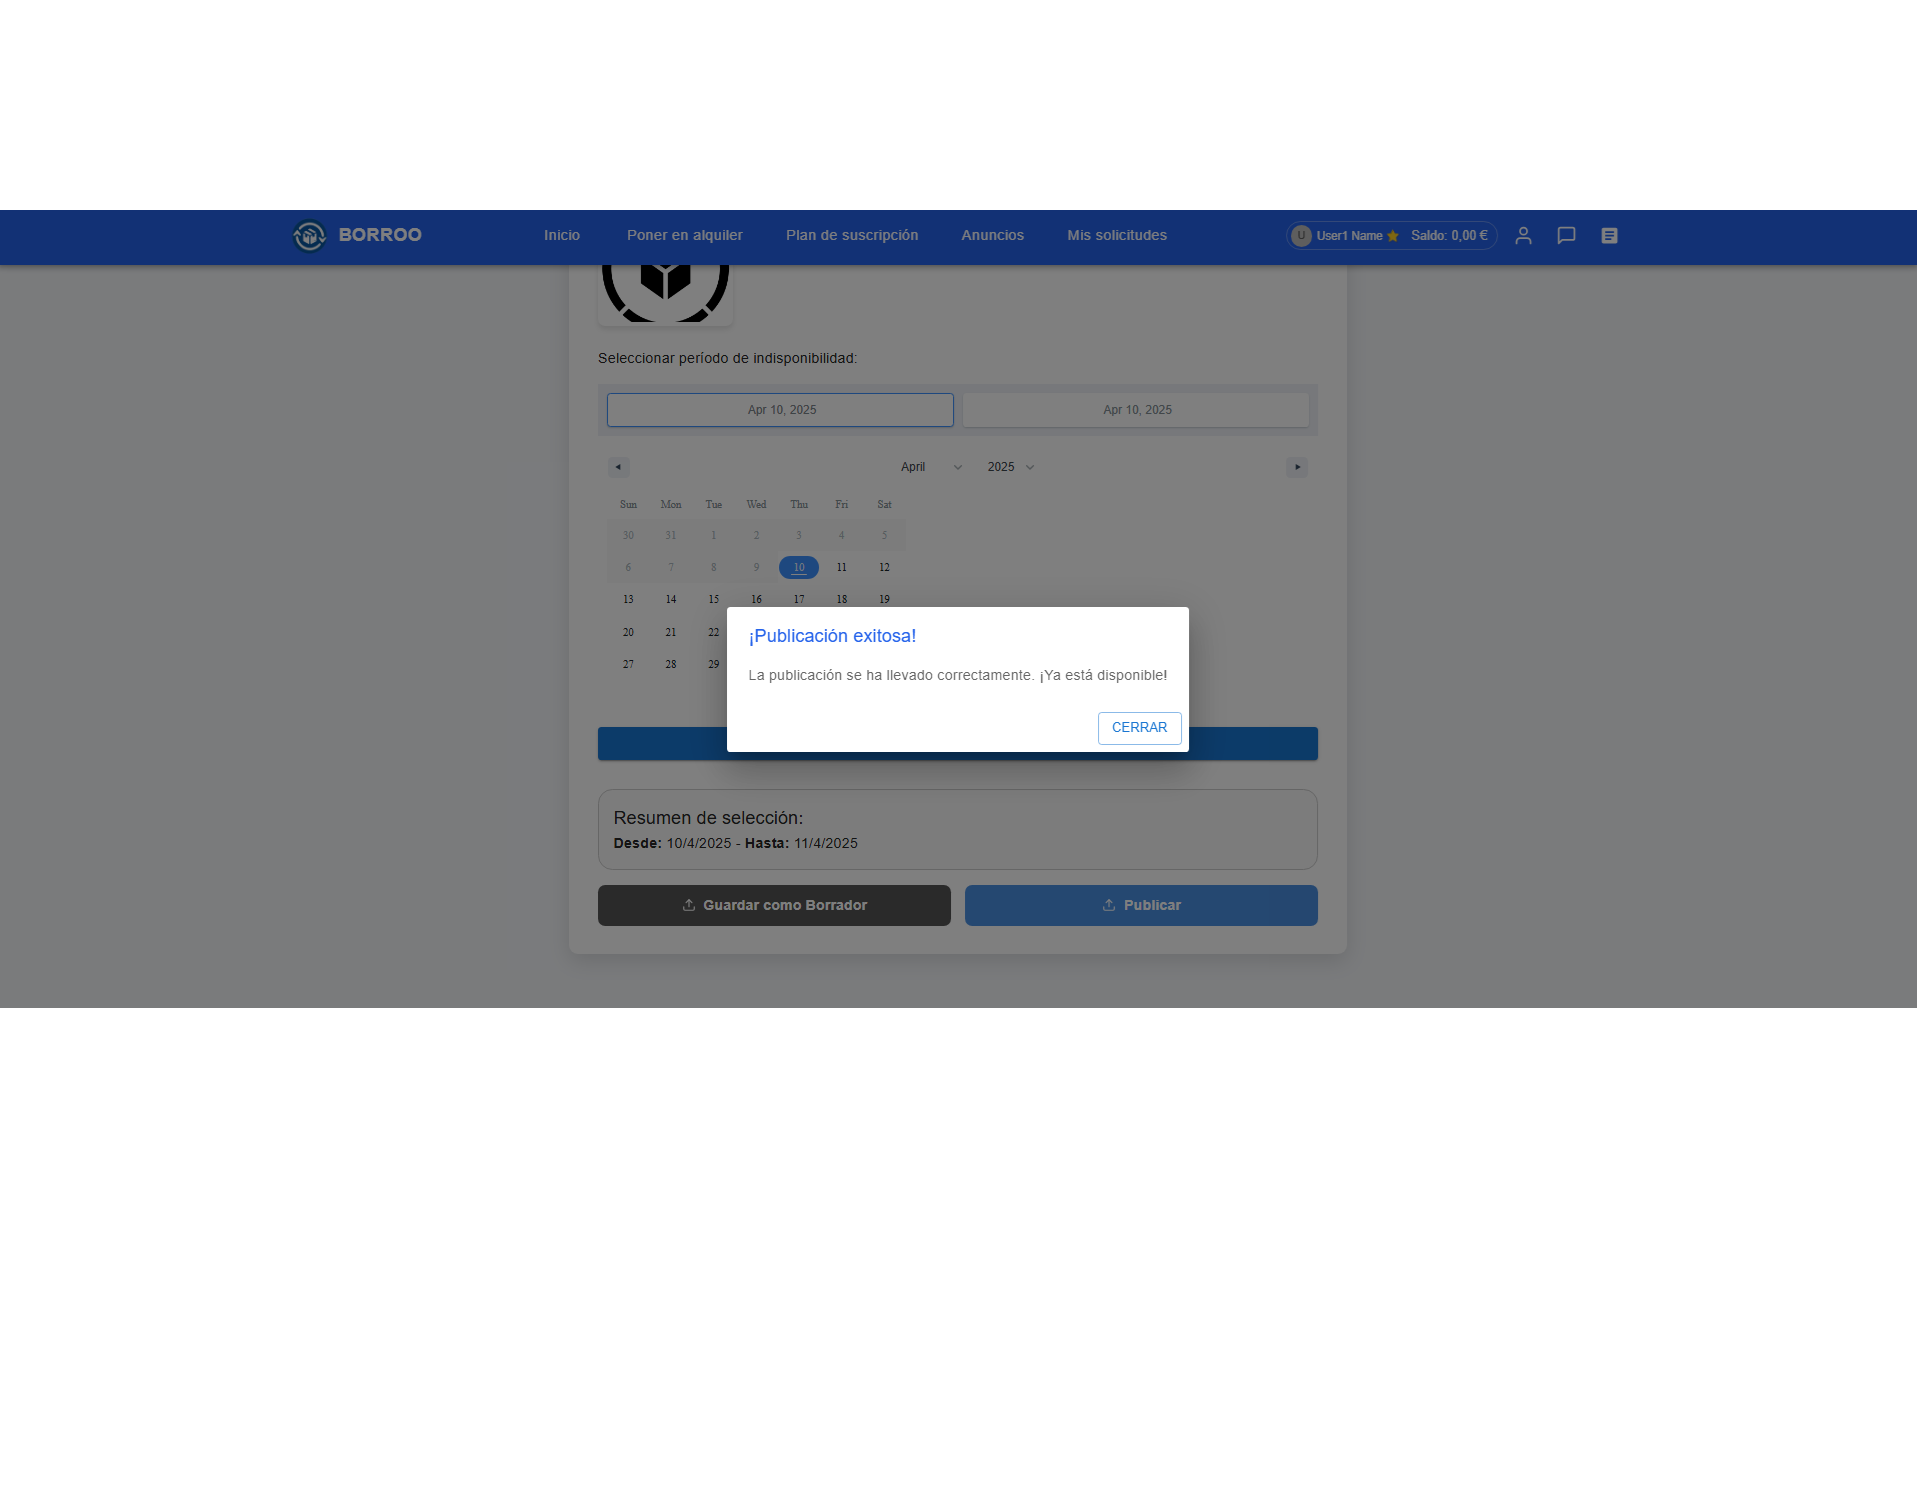 BORROO Inicio Poner en alquiler Plan de suscripción Anuncios Mis solicitudes U User1 Name Saldo: 0,00 €
Seleccionar período de indisponibilidad:
Apr 10, 2025 Apr 10, 2025
April 2025
Sun Mon Tue Wed Thu Fri Sat
30 31 1 2 3 4 5
6 7 8 9 10 11 12
13 14 15 16 17 18 19
20 21 22
27 28 29
¡Publicación exitosa!
La publicación se ha llevado correctamente. ¡Ya está disponible!
CERRAR
Resumen de selección:
Desde: 10/4/2025 - Hasta: 11/4/2025
Guardar como Borrador Publicar